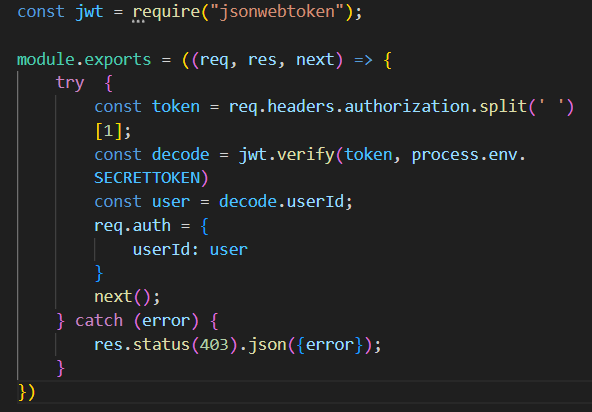 const jwt = require("jsonwebtoken");
module.exports = ((req, res, next) => {
try  {
const token = req.headers.authorization.split(' ')
[1];
const decode = jwt.verify(token, process.env.
SECRETTOKEN)
const user = decode.userId;
req.auth = {
userId: user
}
next();
} catch (error) {
res.status(403).json({error});
}
})